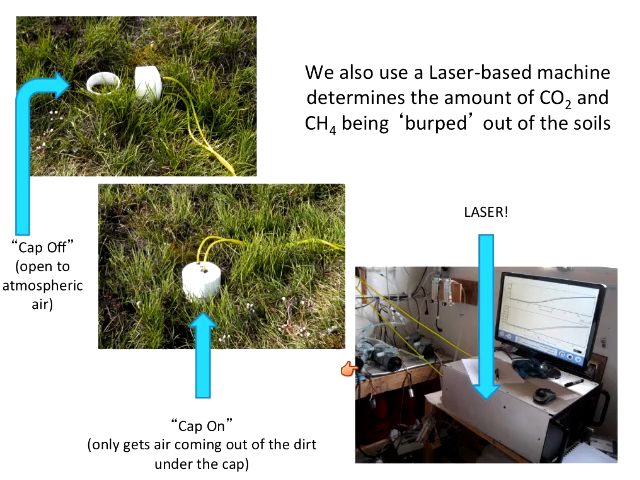 We also use a Laser-based machine
determines the amount of CO₂ and
CH₄ being ‘burped’ out of the soils
LASER!
“Cap Off”
(open to
atmospheric
air)
“Cap On”
(only gets air coming out of the dirt
under the cap)